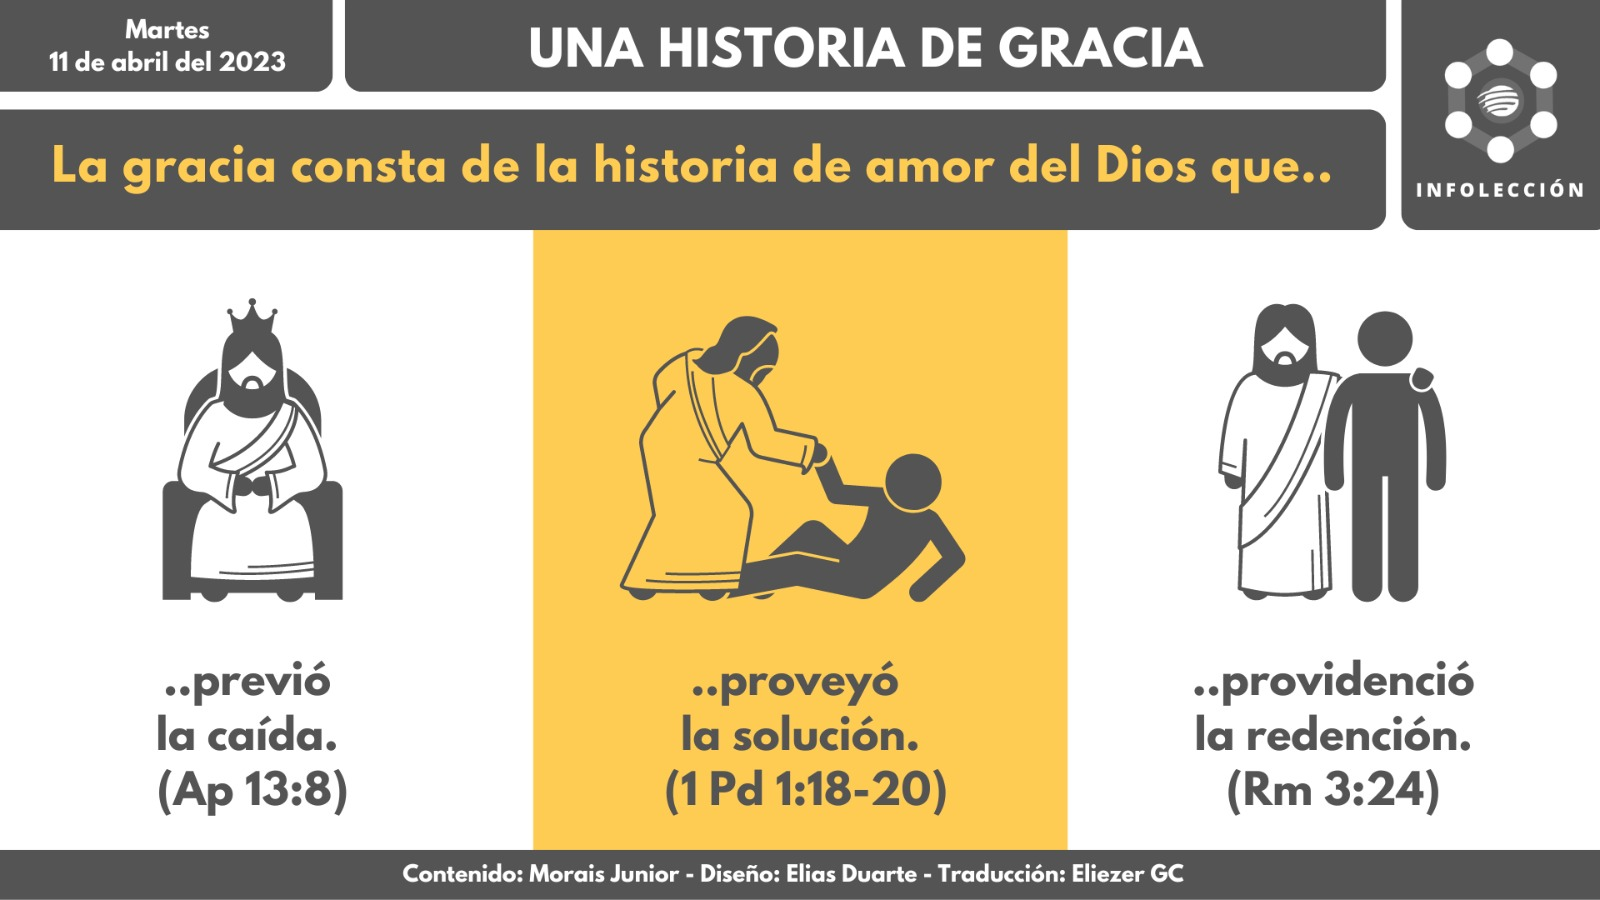 Martes
11 de abril del 2023
UNA HISTORIA DE GRACIA
INFOLECCIÓN
La gracia consta de la historia de amor del Dios que..
..previó
la caída.
(Ap 13:8)
..proveyó
la solución.
(1 Pd 1:18-20)
..providenció
la redención.
(Rm 3:24)
Contenido: Morais Junior - Diseño: Elias Duarte - Traducción: Eliezer GC